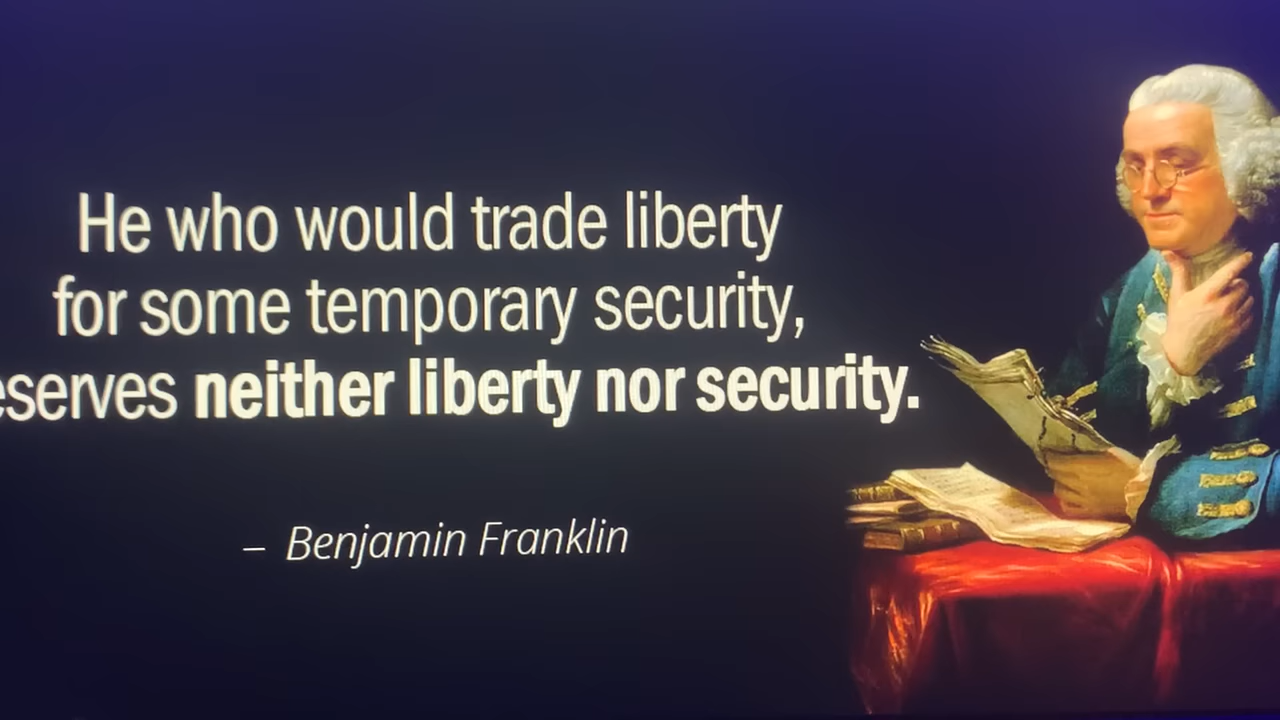 He who would trade liberty
for some temporary security,
eserves neither liberty nor security.
– Benjamin Franklin